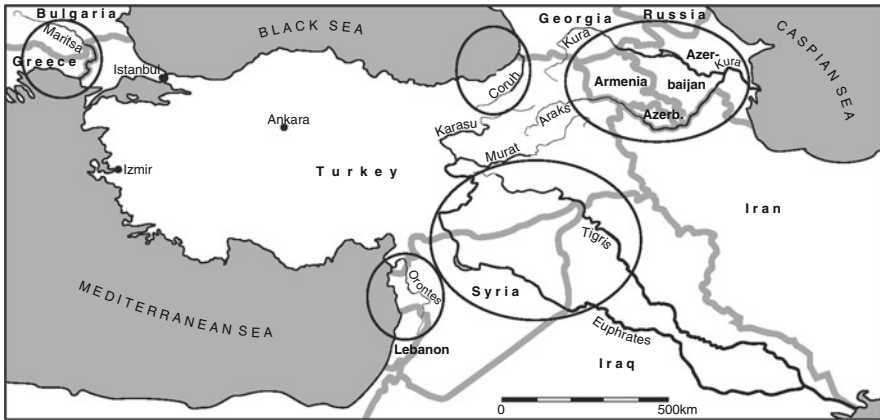 Bulgaria
Maritsa
Greece
Istanbul
BLACK SEA
Georgia
Russia
Kura
Azer-
Kura
CASPIAN SEA
Armenia
baijan
Azerb.
Coruh
Araks
Karasu
Murat
Ankara
Izmir
Turkey
Iran
Tigris
Orontes
Syria
MEDITERRANEAN SEA
Euphrates
Lebanon
Iraq
0
500km